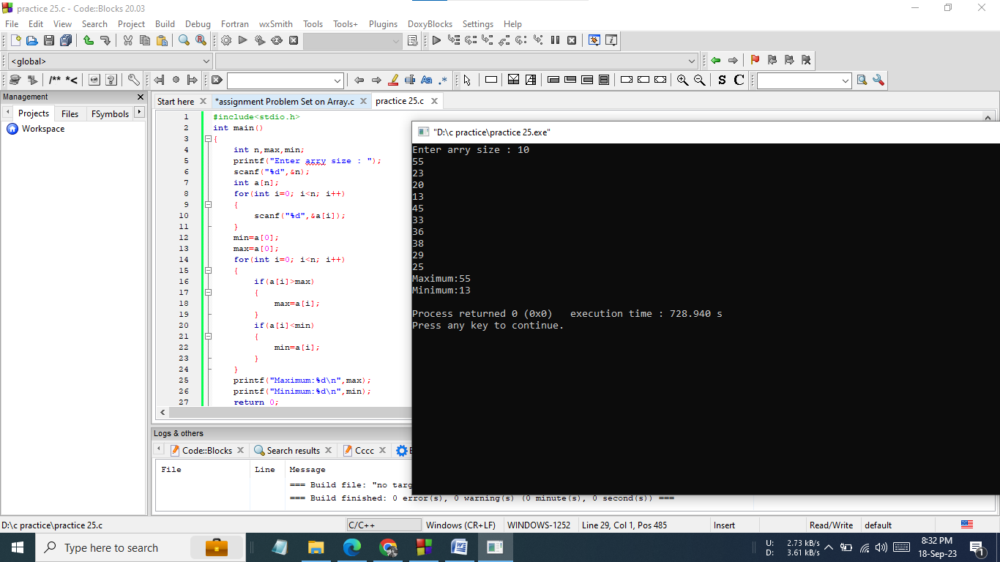 practice 25.c - Code::Blocks 20.03
File Edit View Search Project Build Debug Fortran wxSmith Tools Tools+ Plugins DoxyBlocks Settings Help
<global>
/** *<
Aa .*
S C
Management
Projects Files FSymbols
Workspace
Start here *assignment Problem Set on Array.c practice 25.c
1 #include<stdio.h>
2 int main()
3 {
4 int n,max,min;
5 printf("Enter arry size : ");
6 scanf("%d",&n);
7 int a[n];
8 for(int i=0; i<n; i++)
9 {
10 scanf("%d",&a[i]);
11 }
12 min=a[0];
13 max=a[0];
14 for(int i=0; i<n; i++)
15 {
16 if(a[i]>max)
17 {
18 max=a[i];
19 }
20 if(a[i]<min)
21 {
22 min=a[i];
23 }
24 }
25 printf("Maximum:%d\n",max);
26 printf("Minimum:%d\n",min);
27 return 0;
"D:\c practice\practice 25.exe"
Enter arry size : 10
55
23
20
13
45
33
36
38
29
25
Maximum:55
Minimum:13
Process returned 0 (0x0) execution time : 728.940 s
Press any key to continue.
Logs & others
Code::Blocks Search results Cccc
File Line Message
=== Build file: "no targ
=== Build finished: 0 error(s), 0 warning(s) (0 minute(s), 0 second(s)) ===
D:\c practice\practice 25.c C/C++ Windows (CR+LF) WINDOWS-1252 Line 29, Col 1, Pos 485 Insert Read/Write default
Type here to search
U: 2.73 kB/s
D: 3.61 kB/s
8:32 PM
18-Sep-23
1